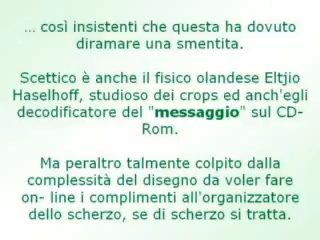 ... così insistenti che questa ha dovuto
diramare una smentita.
Scettico è anche il fisico olandese Eltjio
Haselhoff, studioso dei crops ed anch'egli
decodificatore del "messaggio" sul CD-
Rom.
Ma peraltro talmente colpito dalla
complessità del disegno da voler fare
on- line i complimenti all'organizzatore
dello scherzo, se di scherzo si tratta.